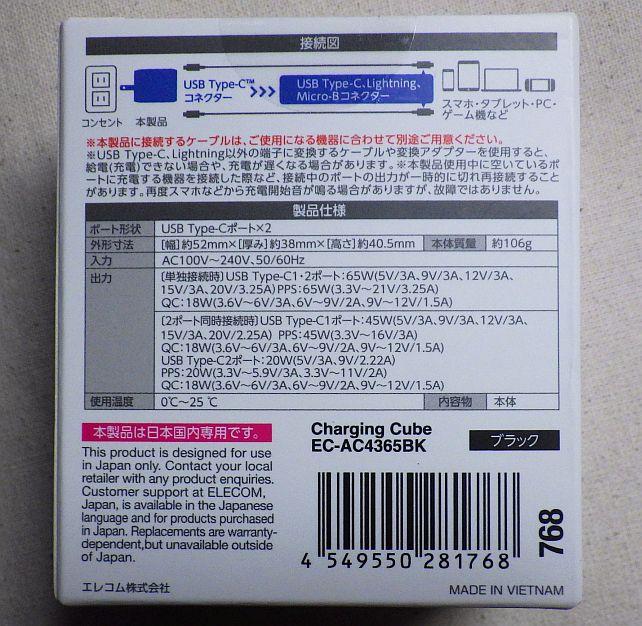 接続図
USB Type-C™
コネクター
USB Type-C、Lightning、
Micro-Bコネクター
コンセント 本製品
スマホ・タブレット・PC・
ゲーム機など
※本製品に接続するケーブルは、ご使用になる機器に合わせて別途ご用意ください。
※USB Type-C、Lightning以外の端子に変換するケーブルや変換アダプターを使用すると、
給電(充電)できない場合や、充電が遅くなる場合があります。※本製品使用中に空いているポ
ートに充電する機器を接続した際など、接続中のポートの出力が一時的に切れ再接続すること
があります。再度スマホなどから充電開始音が鳴る場合がありますが、故障ではありません。
製品仕様
ポート形状 USB Type-Cポート×2
外形寸法 [幅]約52mm×[厚み]約38mm×[高さ]約40.5mm 本体質量 約106g
入力 AC100V~240V、50/60Hz
出力 〔単独接続時〕USB Type-C1・2ポート:65W(5V/3A、9V/3A、12V/3A、
15V/3A、20V/3.25A) PPS:65W(3.3V~21V/3.25A)
QC:18W(3.6V~6V/3A、6V~9V/2A、9V~12V/1.5A)
〔2ポート同時接続時〕USB Type-C1ポート:45W(5V/3A、9V/3A、12V/3A、
15V/3A、20V/2.25A) PPS:45W(3.3V~16V/3A)
QC:18W(3.6V~6V/3A、6V~9V/2A、9V~12V/1.5A)
USB Type-C2ポート:20W(5V/3A、9V/2.22A)
PPS:20W(3.3V~5.9V/3A、3.3V~11V/2A)
QC:18W(3.6V~6V/3A、6V~9V/2A、9V~12V/1.5A)
使用温度 0℃~25℃ 内容物 本体
本製品は日本国内専用です。
This product is designed for use
in Japan only. Contact your local
retailer with any product enquiries.
Customer support at ELECOM,
Japan, is available in the Japanese
language and for products purchased
in Japan. Replacements are warranty-
dependent,but unavailable outside
of Japan.
エレコム株式会社
Charging Cube
EC-AC4365BK
ブラック
4 549550 281768
768
MADE IN VIETNAM